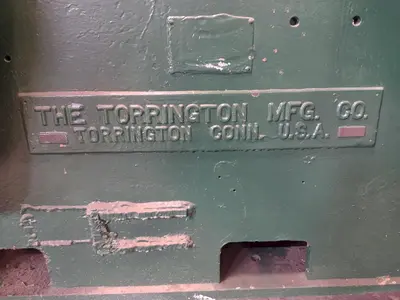 THE TORRINGTON MFG. CO.
TORRINGTON CONN. U.S.A.